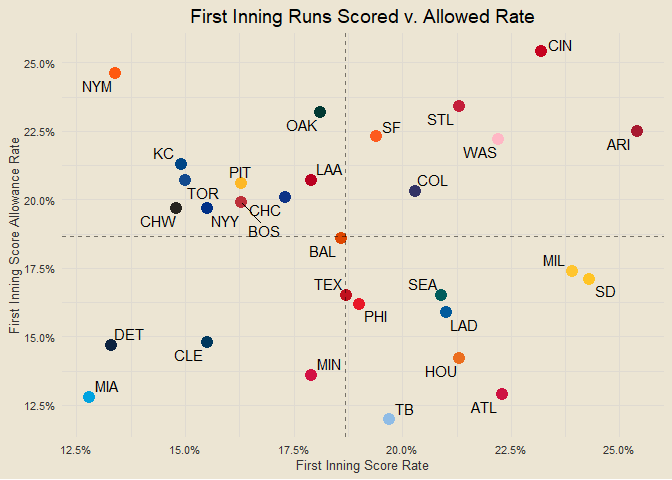 First Inning Runs Scored v. Allowed Rate
CIN
25.0%
NYM
STL
OAK
SF
22.5%
ARI
WAS
KC
PIT
LAA
COL
TOR
20.0%
CHW
NYY
CHC
BOS
BAL
MIL
17.5%
TEX
SEA
SD
PHI
LAD
DET
15.0%
CLE
MIN
HOU
MIA
12.5%
TB
ATL
12.5%
15.0%
17.5%
20.0%
22.5%
25.0%
First Inning Score Rate
First Inning Score Allowance Rate